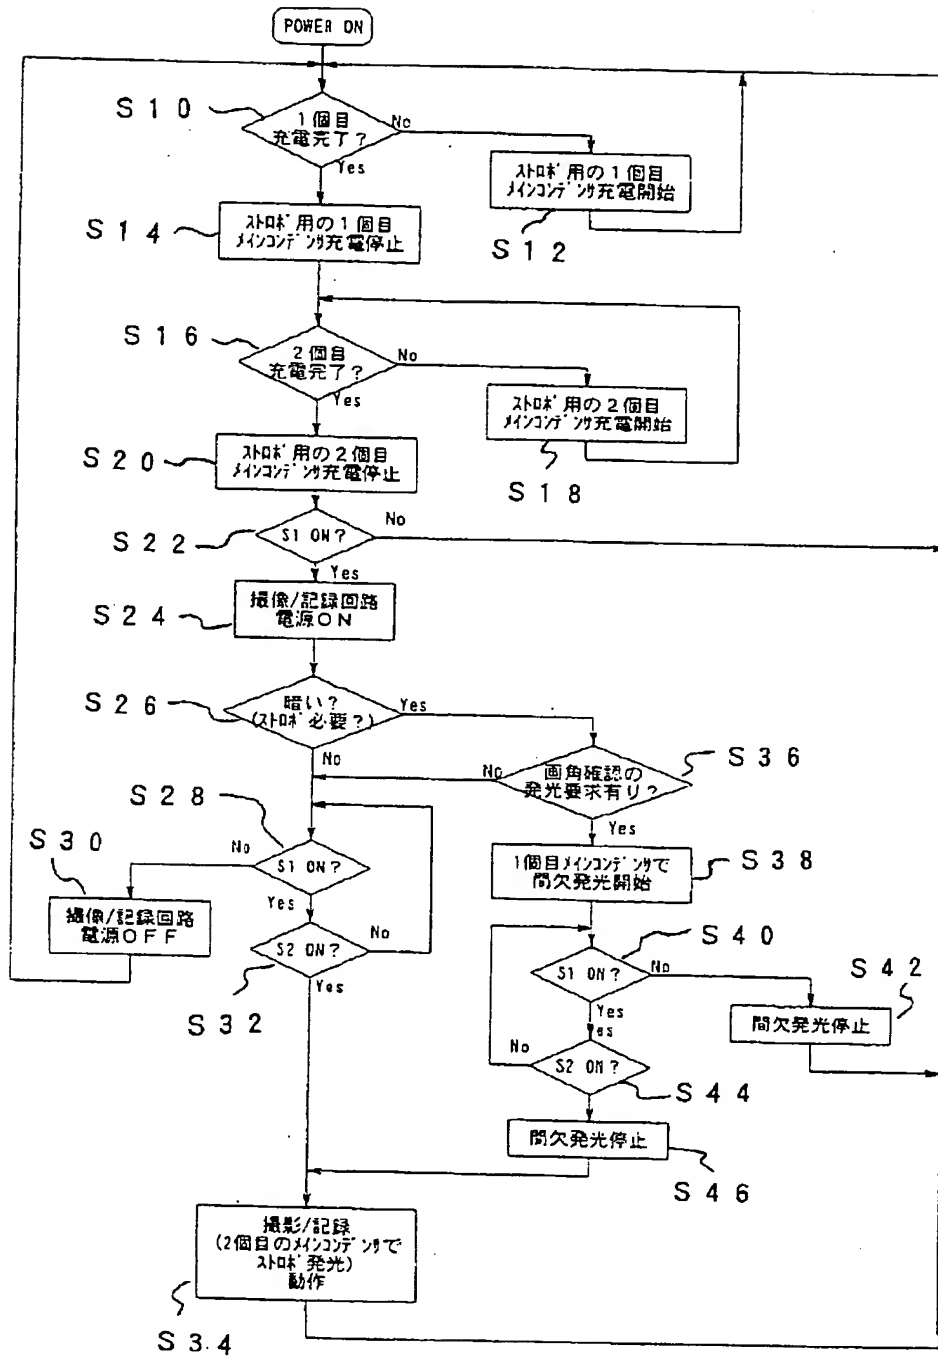 POWER ON
S10
1個目
充電完了?
No
Yes
ストロボ用の1個目
メインコンデンサ充電開始
S12
S14
ストロボ用の1個目
メインコンデンサ充電停止
S16
2個目
充電完了?
No
Yes
ストロボ用の2個目
メインコンデンサ充電開始
S18
S20
ストロボ用の2個目
メインコンデンサ充電停止
S22
S1 ON?
No
Yes
S24
撮像/記録回路
電源ON
S26
暗い?
(ストロボ必要?)
Yes
No
S36
画角確認の
発光要求有り?
No
Yes
S28
S1 ON?
No
Yes
S30
撮像/記録回路
電源OFF
S32
S2 ON?
No
Yes
S38
1個目メインコンデンサで
間欠発光開始
S40
S1 ON?
No
Yes
S42
間欠発光停止
es
S2 ON?
No
S44
間欠発光停止
S46
撮影/記録
(2個目のメインコンデンサで
ストロボ発光)
動作
S34